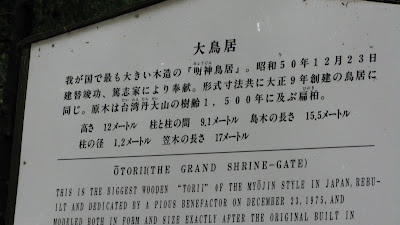 大鳥居
我が国で最も大きい木造の『明神鳥居』。昭和50年12月23日
建替竣功、篤志家により奉献。形式寸法共に大正9年創建の鳥居に
同じ。原木は台湾丹大山の樹齢1,500年に及ぶ扁柏。
高さ 12メートル 柱と柱の間 9,1メートル 島木の長さ 15,5メートル
柱の径 1,2メートル 笠木の長さ 17メートル
ŌTORII(THE GRAND SHRINE-GATE)
THIS IS THE BIGGEST WOODEN “TORII” OF THE MYŌJIN STYLE IN JAPAN, REBU-
ILT AND DEDICATED BY A PIOUS BENEFACTOR ON DECEMBER 23, 1975, AND
MODELED BOTH IN FORM AND SIZE EXACTLY AFTER THE ORIGINAL BUILT IN